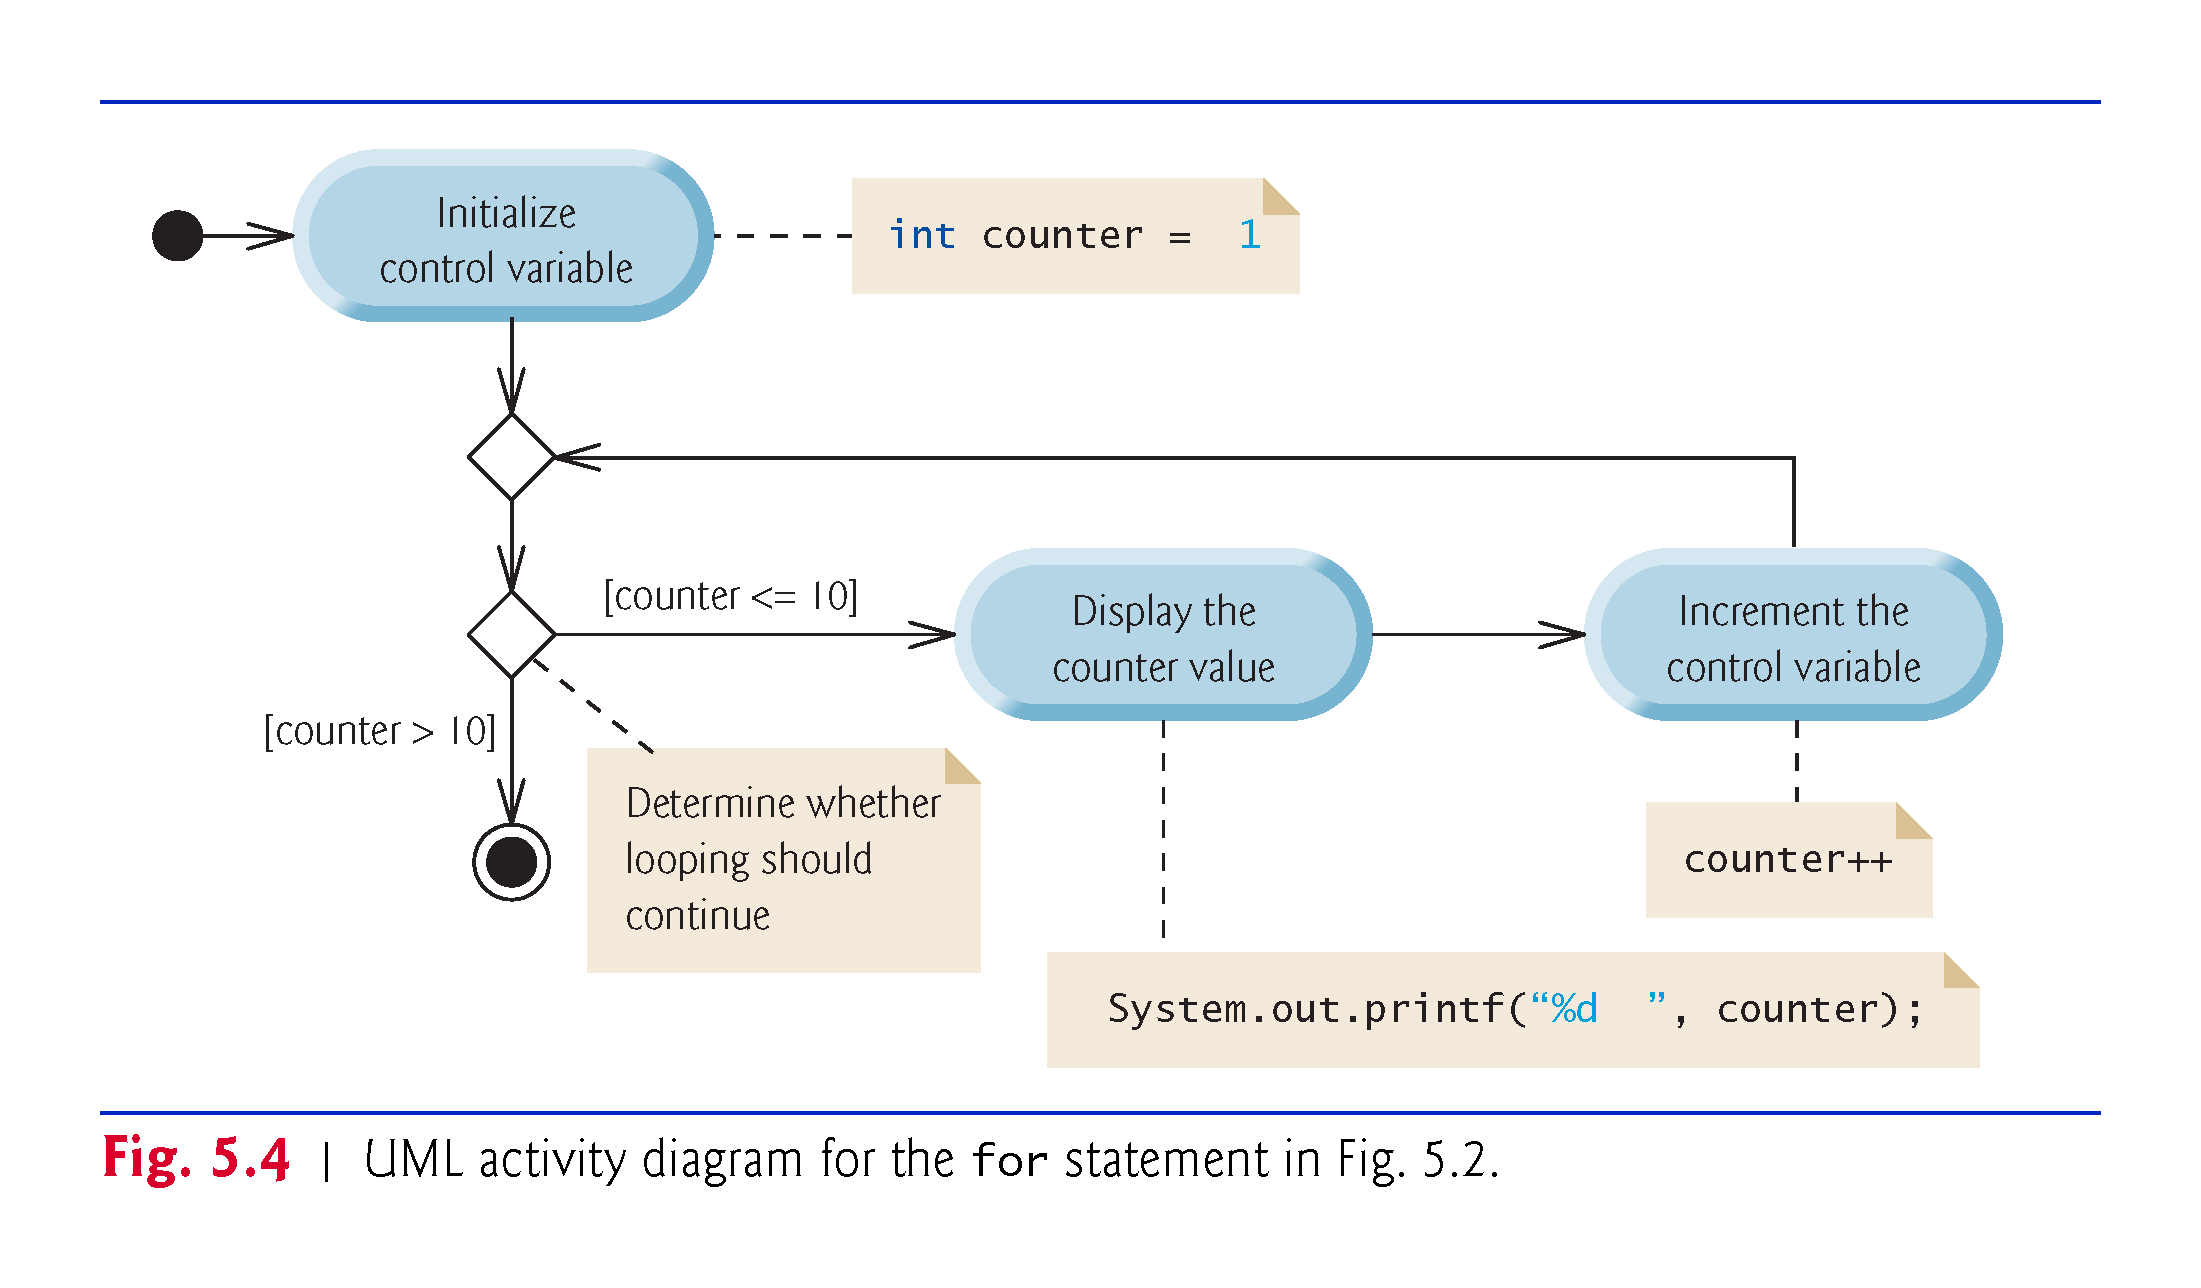 Initialize
control variable
int counter =  1
[counter <= 10]
Display the
counter value
Increment the
control variable
[counter > 10]
Determine whether
looping should
continue
counter++
System.out.printf(“%d  ”, counter);
Fig. 5.4 | UML activity diagram for the for statement in Fig. 5.2.